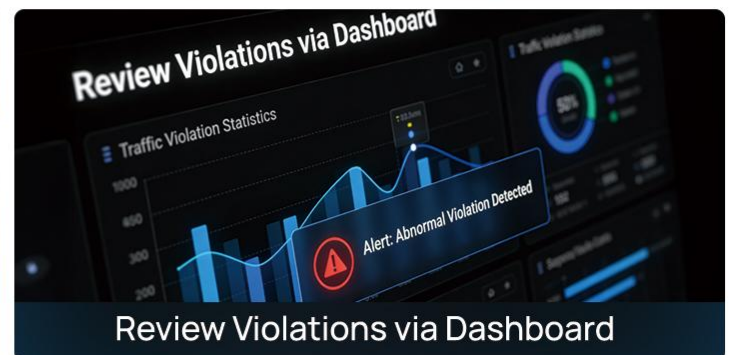 Review Violations via Dashboard
Traffic Violation Statistics
Traffic Violation Statistics
1000
300
200
50%
Alert: Abnormal Violation Detected
Review Violations via Dashboard